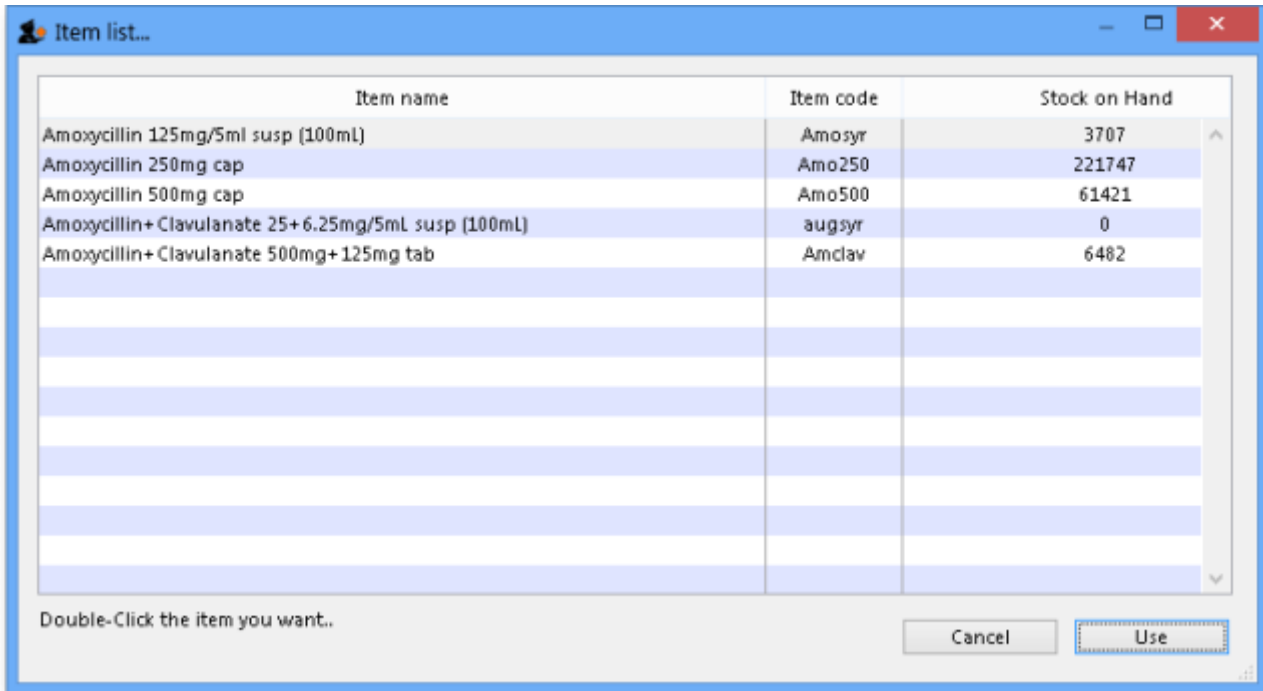 Item list...
Item name Item code Stock on Hand
Amoxycillin 125mg/5ml susp (100mL) Amosyr 3707
Amoxycillin 250mg cap Amo250 221747
Amoxycillin 500mg cap Amo500 61421
Amoxycillin+Clavulanate 25+6.25mg/5mL susp (100mL) augsyr 0
Amoxycillin+Clavulanate 500mg+125mg tab Amclav 6482
Double-Click the item you want..
Cancel Use